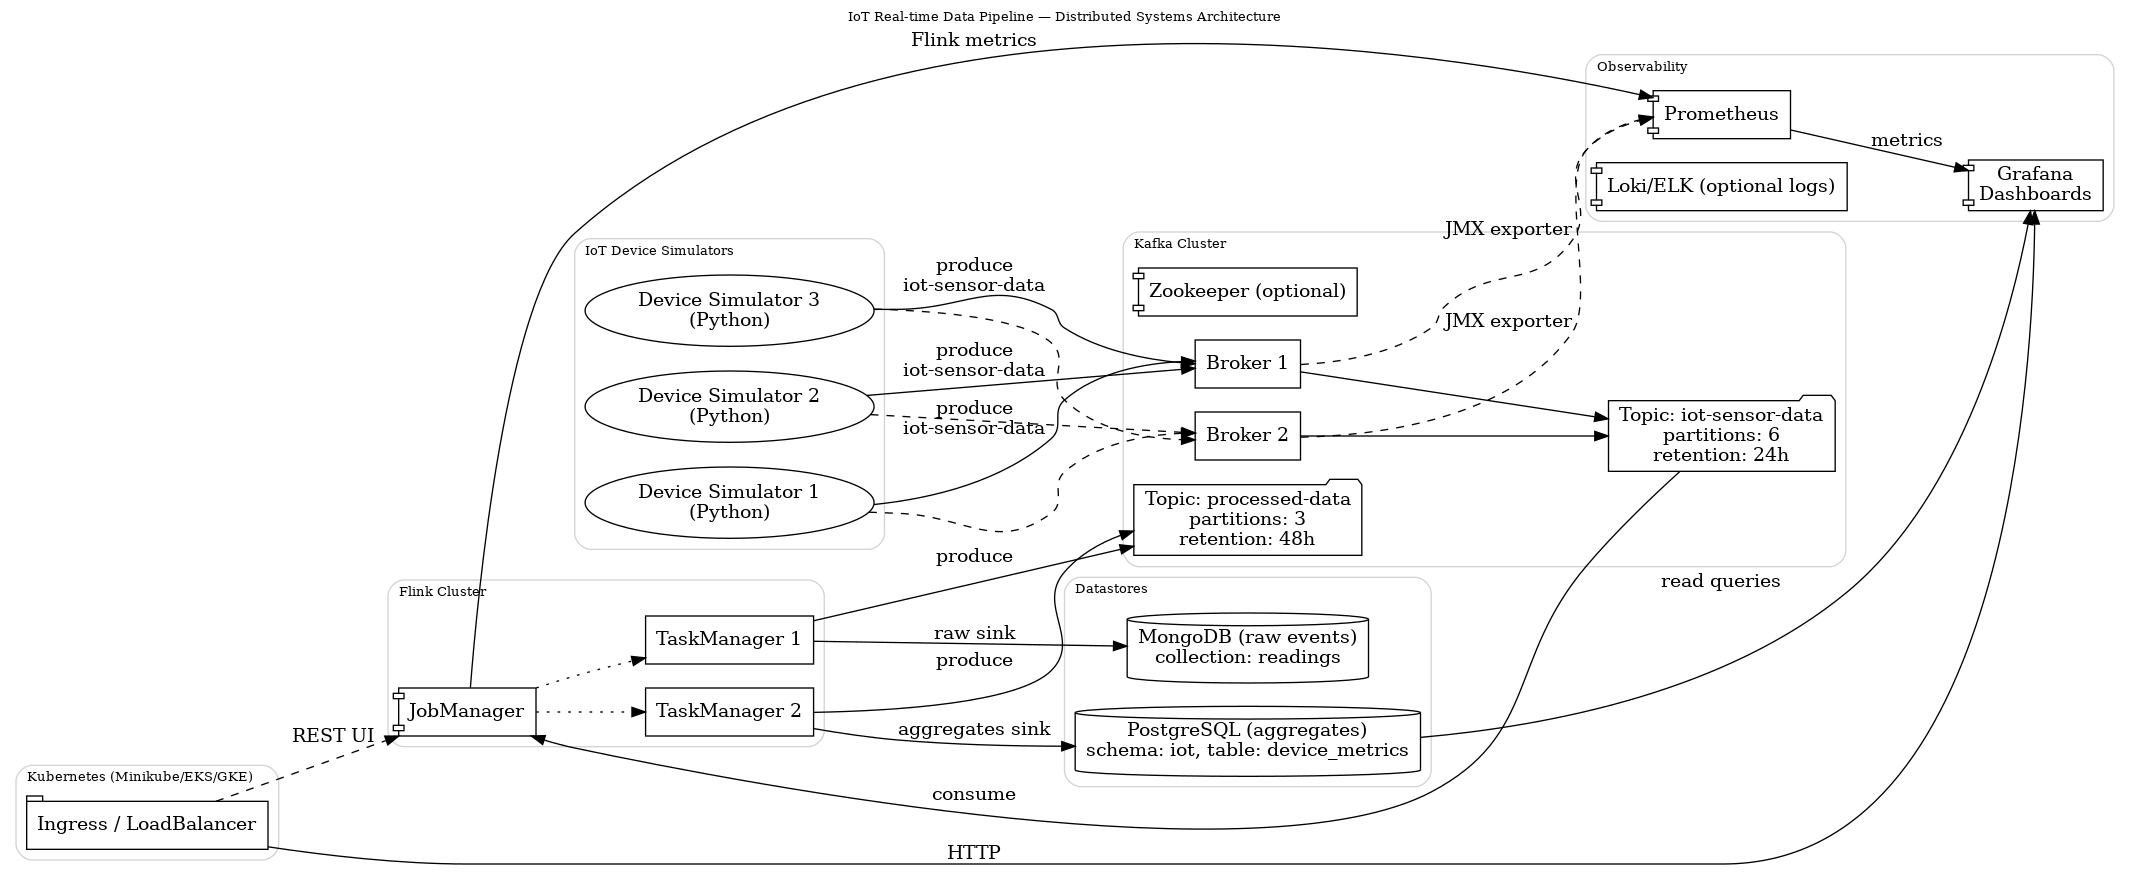 IoT Real-time Data Pipeline — Distributed Systems Architecture
Flink metrics
Observability
Prometheus
metrics
Loki/ELK (optional logs)
Grafana
Dashboards
IoT Device Simulators
Device Simulator 3
(Python)
Device Simulator 2
(Python)
Device Simulator 1
(Python)
produce
iot-sensor-data
produce
iot-sensor-data
produce
iot-sensor-data
Kafka Cluster
Zookeeper (optional)
JMX exporter
JMX exporter
Broker 1
Broker 2
Topic: iot-sensor-data
partitions: 6
retention: 24h
Topic: processed-data
partitions: 3
retention: 48h
produce
Flink Cluster
TaskManager 1
JobManager
TaskManager 2
raw sink
produce
aggregates sink
Datastores
MongoDB (raw events)
collection: readings
PostgreSQL (aggregates)
schema: iot, table: device_metrics
read queries
REST UI
Kubernetes (Minikube/EKS/GKE)
Ingress / LoadBalancer
consume
HTTP